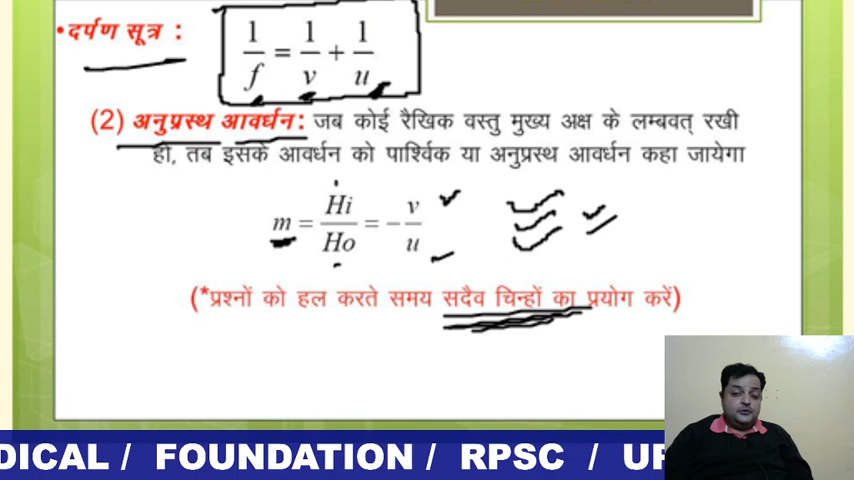 •दर्पण सूत्र :
1/f = 1/v + 1/u
(2) अनुप्रस्थ आवर्धन: जब कोई रैखिक वस्तु मुख्य अक्ष के लम्बवत् रखी
हो, तब इसके आवर्धन को पार्श्विक या अनुप्रस्थ आवर्धन कहा जायेगा
m = Hi/Ho = - v/u
(*प्रश्नों को हल करते समय सदैव चिन्हों का प्रयोग करें)
DICAL / FOUNDATION / RPSC / UP